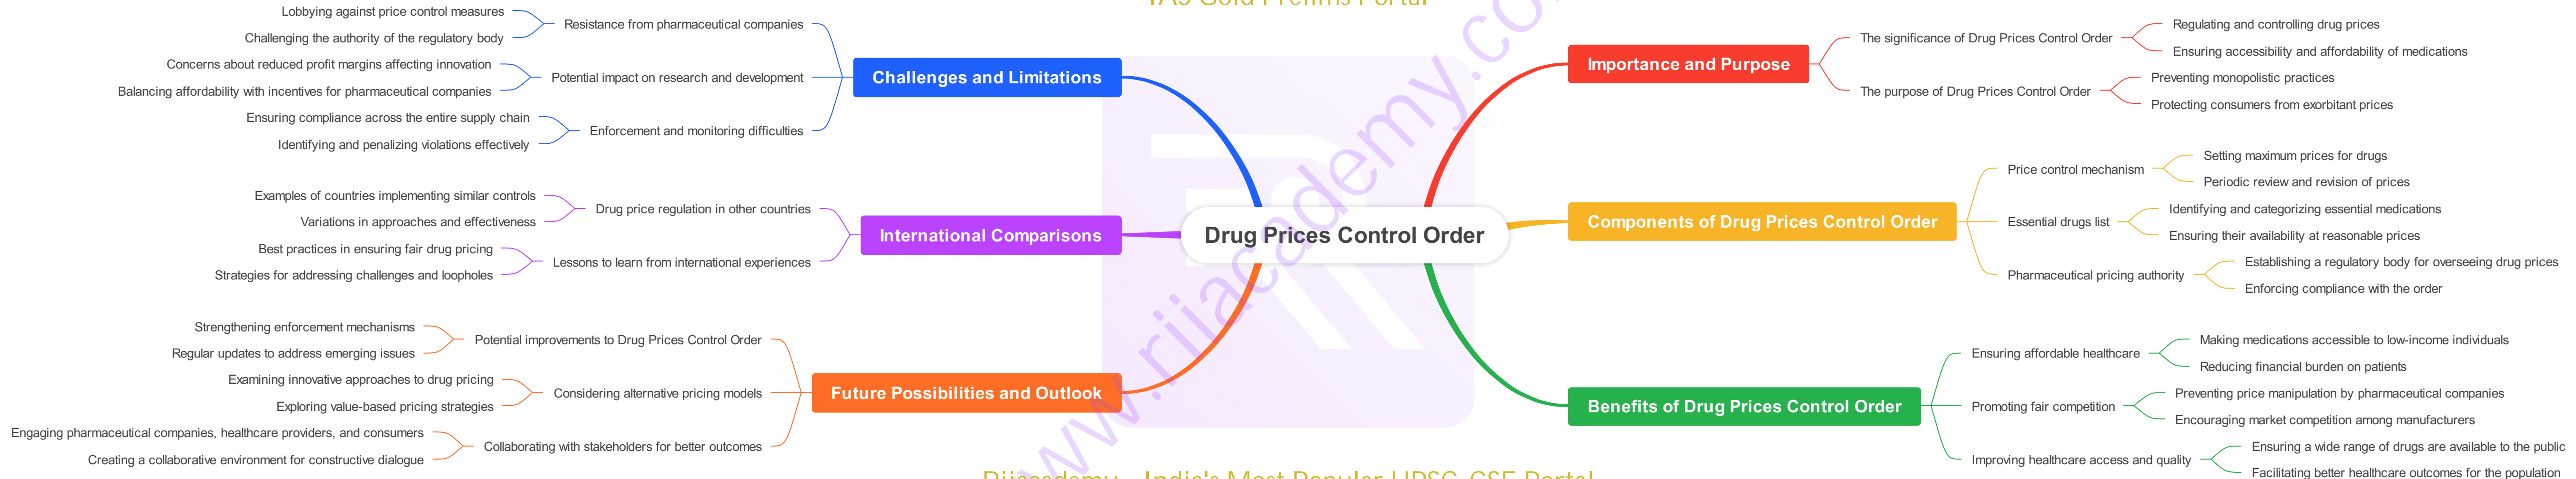 IAS Gold Prelims Portal
Drug Prices Control Order
Importance and Purpose
The significance of Drug Prices Control Order
Regulating and controlling drug prices
Ensuring accessibility and affordability of medications
The purpose of Drug Prices Control Order
Preventing monopolistic practices
Protecting consumers from exorbitant prices
Components of Drug Prices Control Order
Price control mechanism
Setting maximum prices for drugs
Periodic review and revision of prices
Essential drugs list
Identifying and categorizing essential medications
Ensuring their availability at reasonable prices
Pharmaceutical pricing authority
Establishing a regulatory body for overseeing drug prices
Enforcing compliance with the order
Benefits of Drug Prices Control Order
Ensuring affordable healthcare
Making medications accessible to low-income individuals
Reducing financial burden on patients
Promoting fair competition
Preventing price manipulation by pharmaceutical companies
Encouraging market competition among manufacturers
Improving healthcare access and quality
Ensuring a wide range of drugs are available to the public
Facilitating better healthcare outcomes for the population
Challenges and Limitations
Resistance from pharmaceutical companies
Lobbying against price control measures
Challenging the authority of the regulatory body
Potential impact on research and development
Concerns about reduced profit margins affecting innovation
Balancing affordability with incentives for pharmaceutical companies
Enforcement and monitoring difficulties
Ensuring compliance across the entire supply chain
Identifying and penalizing violations effectively
International Comparisons
Drug price regulation in other countries
Examples of countries implementing similar controls
Variations in approaches and effectiveness
Lessons to learn from international experiences
Best practices in ensuring fair drug pricing
Strategies for addressing challenges and loopholes
Future Possibilities and Outlook
Potential improvements to Drug Prices Control Order
Strengthening enforcement mechanisms
Regular updates to address emerging issues
Considering alternative pricing models
Examining innovative approaches to drug pricing
Exploring value-based pricing strategies
Collaborating with stakeholders for better outcomes
Engaging pharmaceutical companies, healthcare providers, and consumers
Creating a collaborative environment for constructive dialogue
www.riiacademy.co
India's Most Popular UPSC-CSE Portal